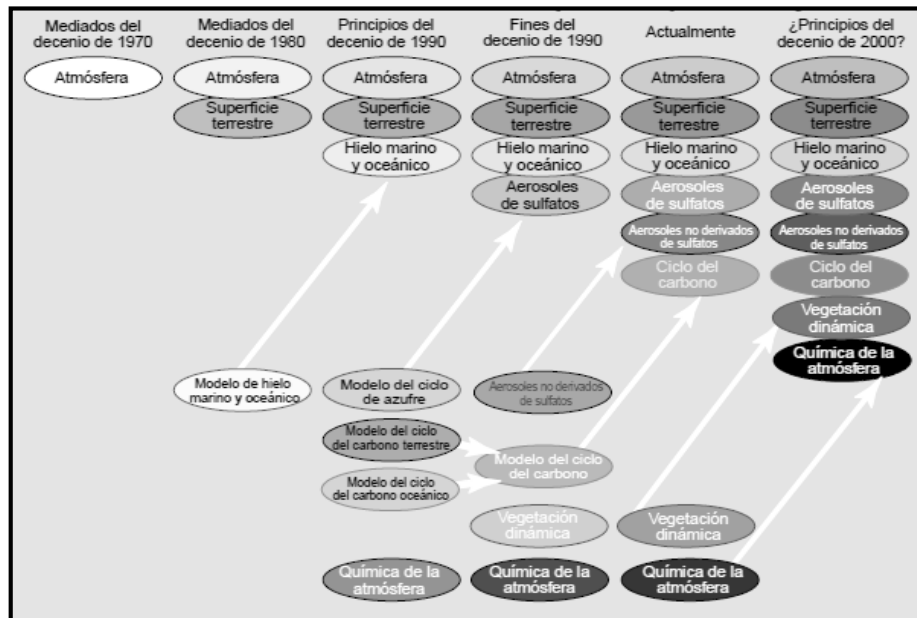 Mediados del
decenio de 1970
Mediados del
decenio de 1980
Principios del
decenio de 1990
Fines del
decenio de 1990
Actualmente
¿Principios del
decenio de 2000?
Atmósfera
Atmósfera
Atmósfera
Atmósfera
Atmósfera
Atmósfera
Superficie
terrestre
Superficie
terrestre
Superficie
terrestre
Superficie
terrestre
Superficie
terrestre
Hielo marino
y oceánico
Hielo marino
y oceánico
Hielo marino
y oceánico
Hielo marino
y oceánico
Aerosoles
de sulfatos
Aerosoles
de sulfatos
Aerosoles
de sulfatos
Aerosoles no derivados
de sulfatos
Aerosoles no derivados
de sulfatos
Ciclo del
carbono
Ciclo del
carbono
Vegetación
dinámica
Química de la
atmósfera
Modelo de hielo
marino y oceánico
Modelo del ciclo
de azufre
Aerosoles no derivados
de sulfatos
Modelo del ciclo
del carbono terrestre
Modelo del ciclo
del carbono
Modelo del ciclo
del carbono oceánico
Vegetación
dinámica
Vegetación
dinámica
Química de la
atmósfera
Química de la
atmósfera
Química de la
atmósfera